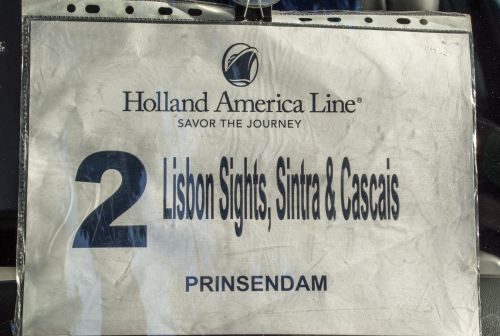 Holland America Line®
SAVOR THE JOURNEY
2 Lisbon Sights, Sintra & Cascais
PRINSENDAM